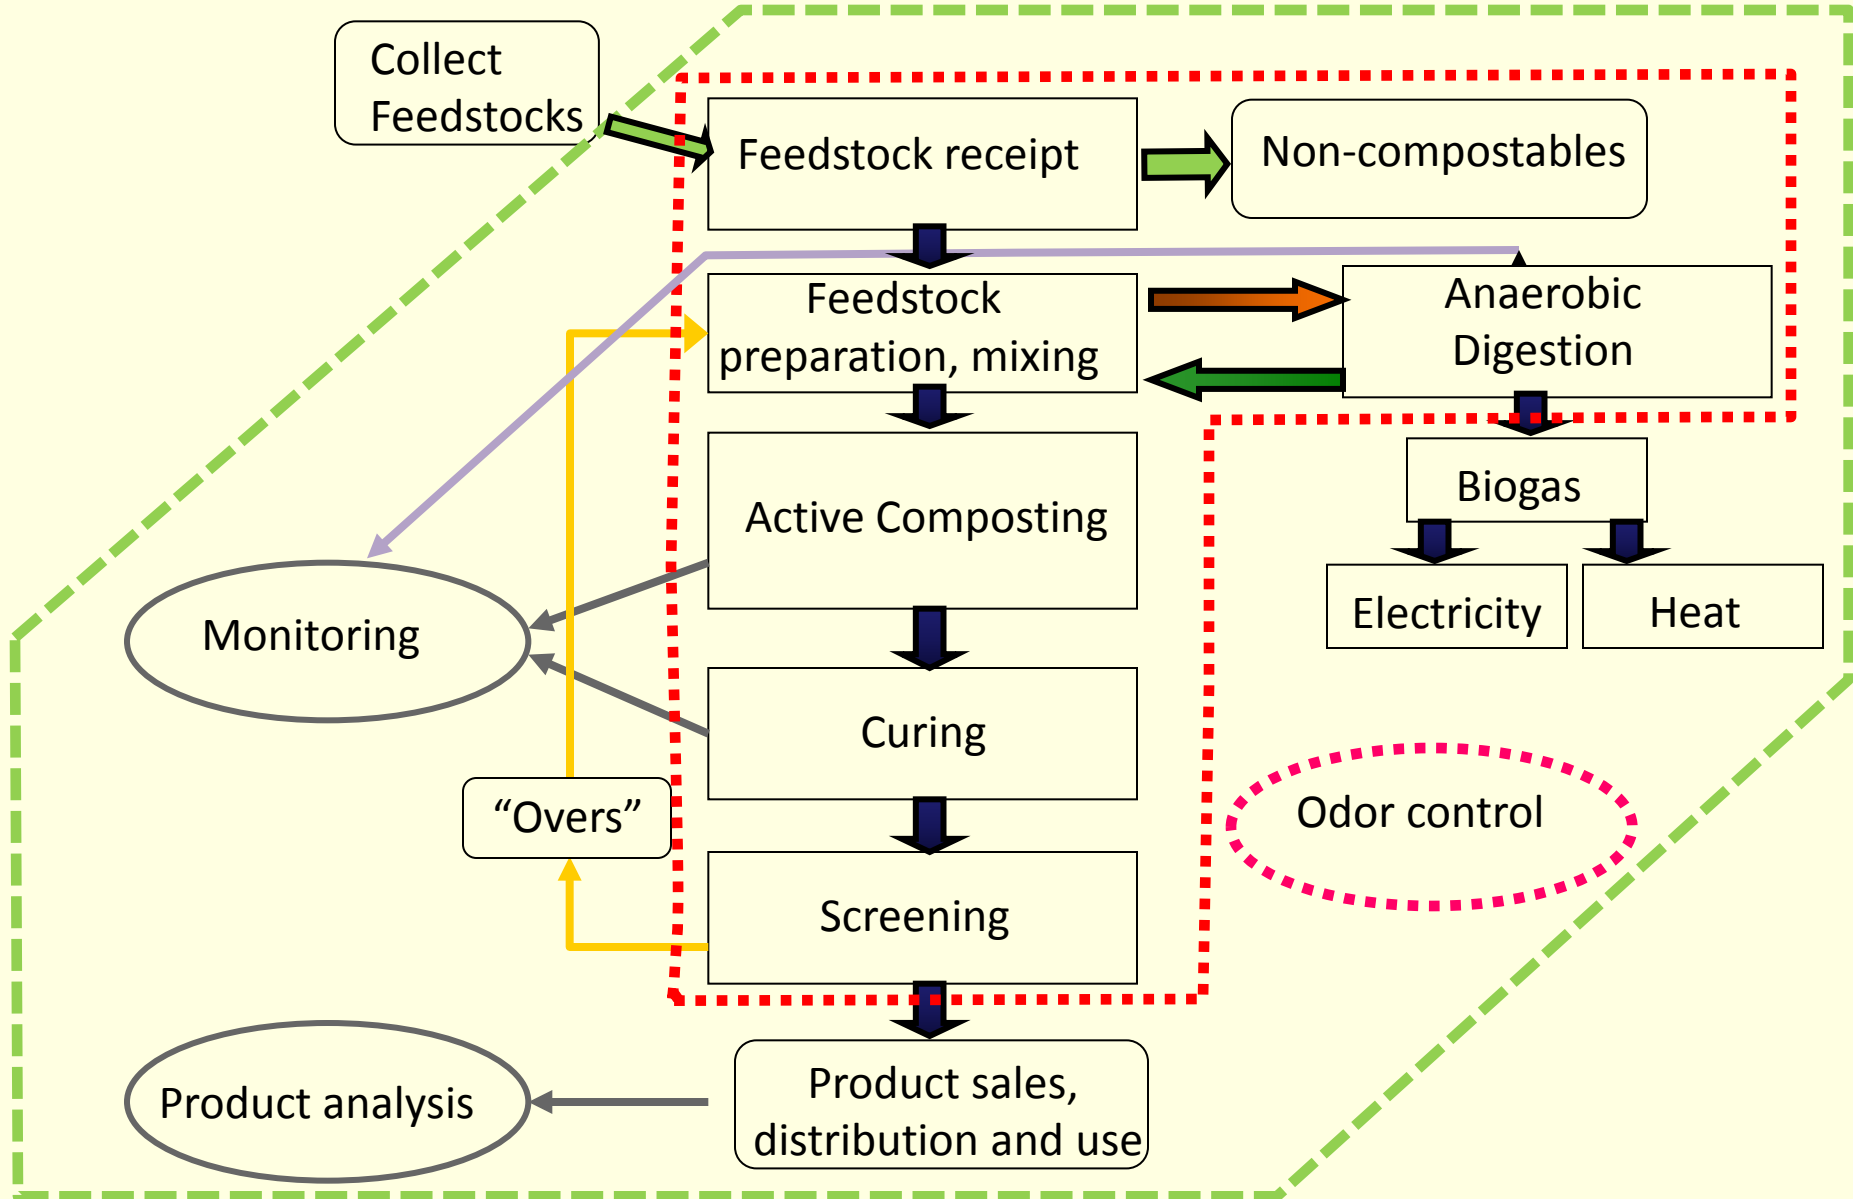 Collect
Feedstocks
Feedstock receipt
Non-compostables
Feedstock
preparation, mixing
Anaerobic
Digestion
Active Composting
Biogas
Electricity
Heat
Monitoring
Curing
“Overs”
Odor control
Screening
Product analysis
Product sales,
distribution and use